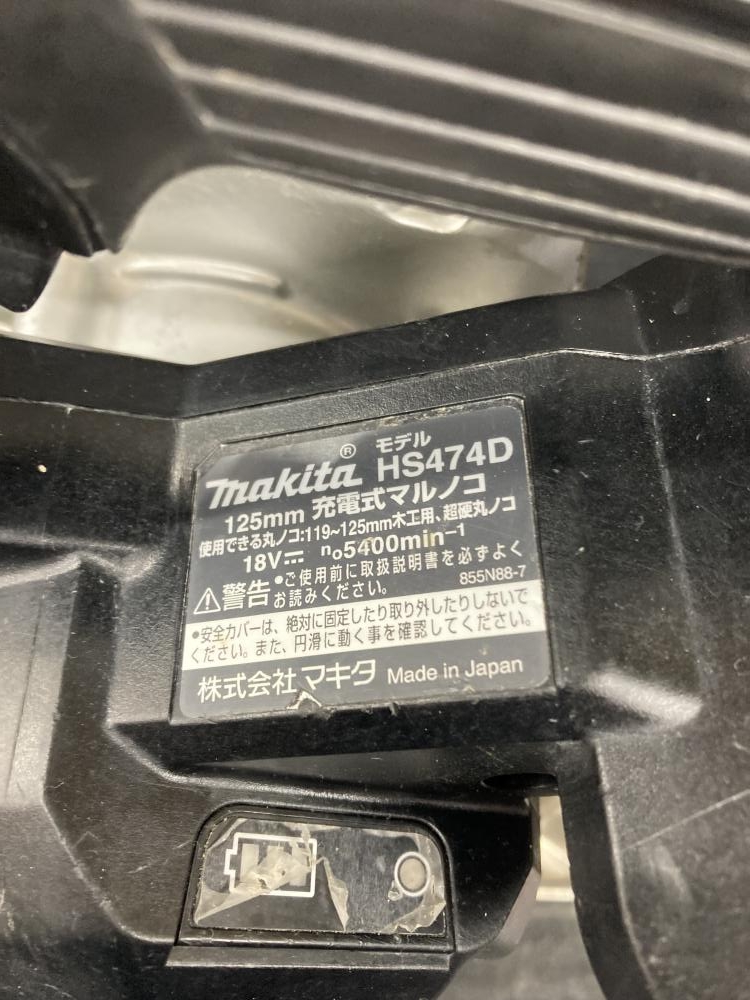 makita® モデル HS474D
125mm 充電式マルノコ
使用できる丸ノコ:119~125mm木工用、超硬丸ノコ
18V⎓ n₀5400min⁻¹
⚠警告 •ご使用前に取扱説明書を必ずよく
お読みください。 855N88-7
•安全カバーは、絶対に固定したり取り外したりしないで
ください。また、円滑に動く事を確認してください。
株式会社マキタ Made in Japan